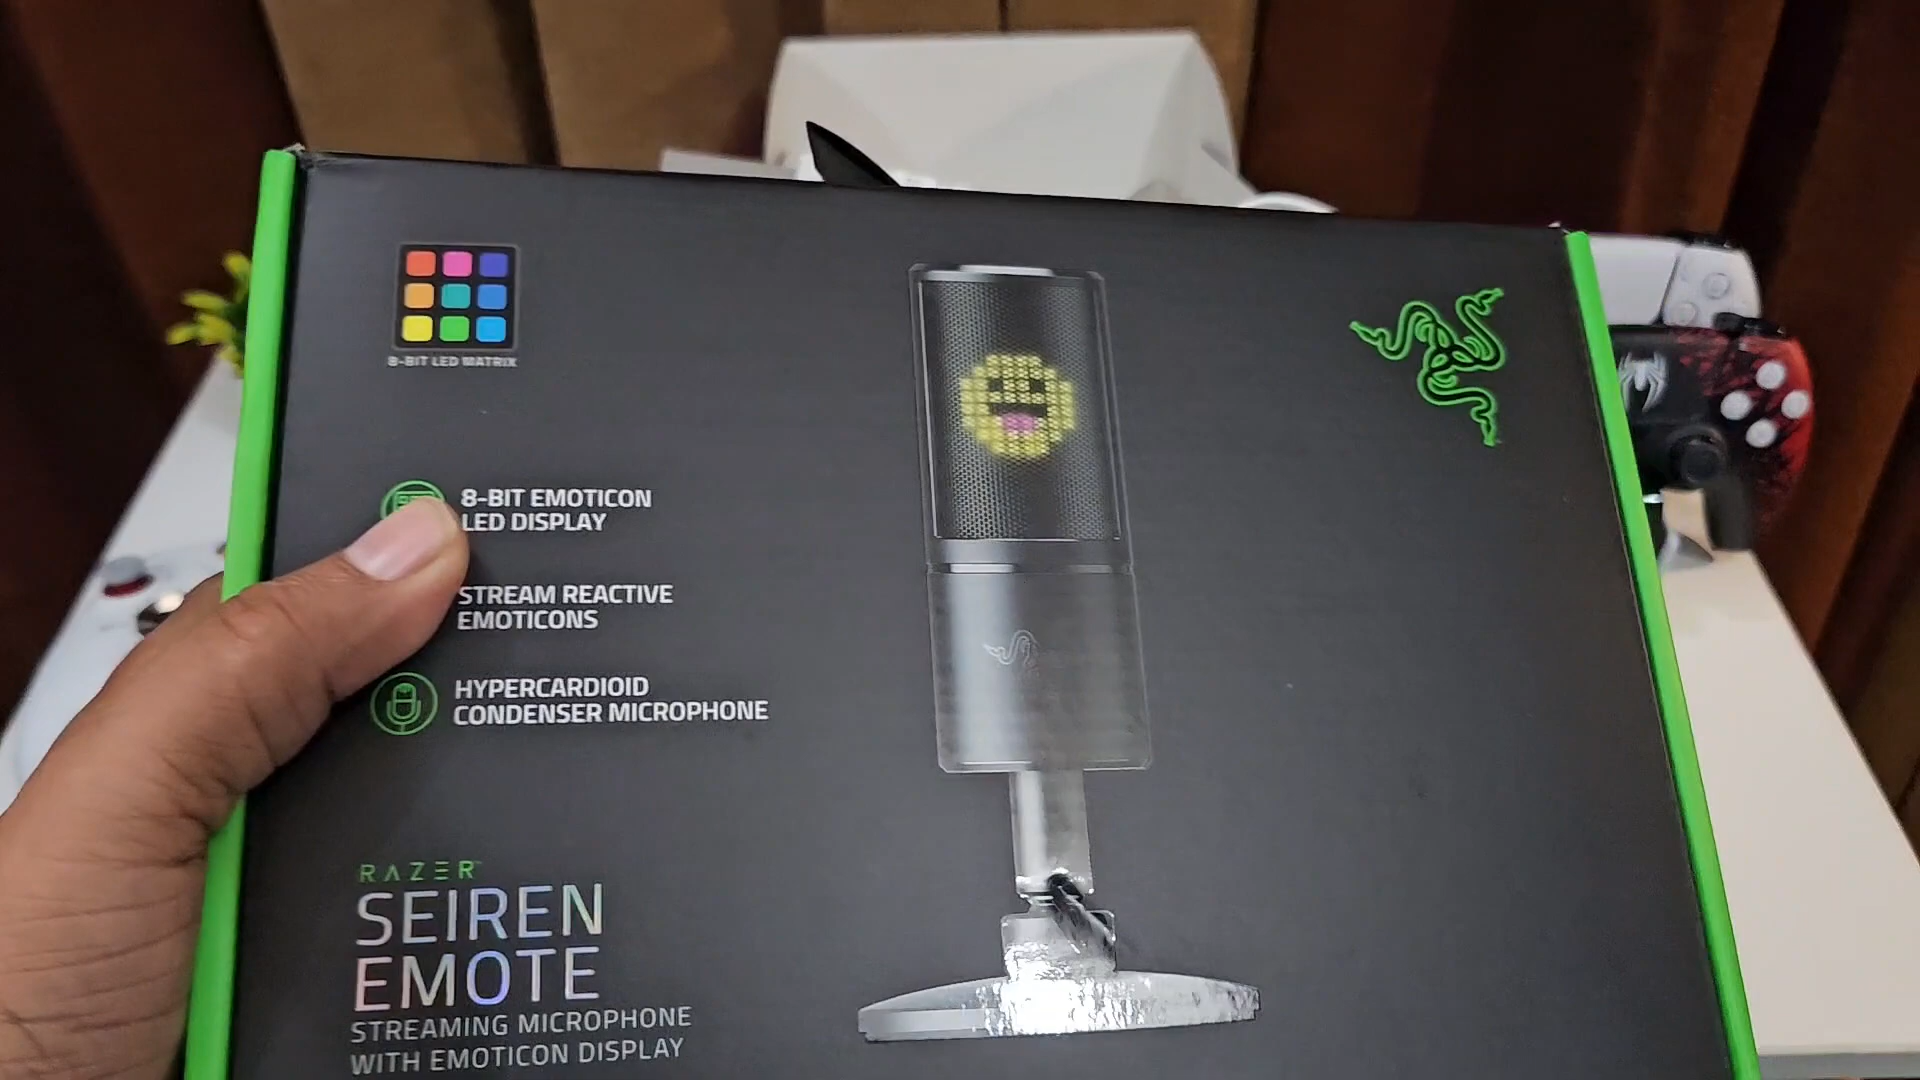 8-BIT LED MATRIX
8-BIT EMOTICON
LED DISPLAY
STREAM REACTIVE
EMOTICONS
HYPERCARDIOID
CONDENSER MICROPHONE
RAZER™
SEIREN
EMOTE
STREAMING MICROPHONE
WITH EMOTICON DISPLAY